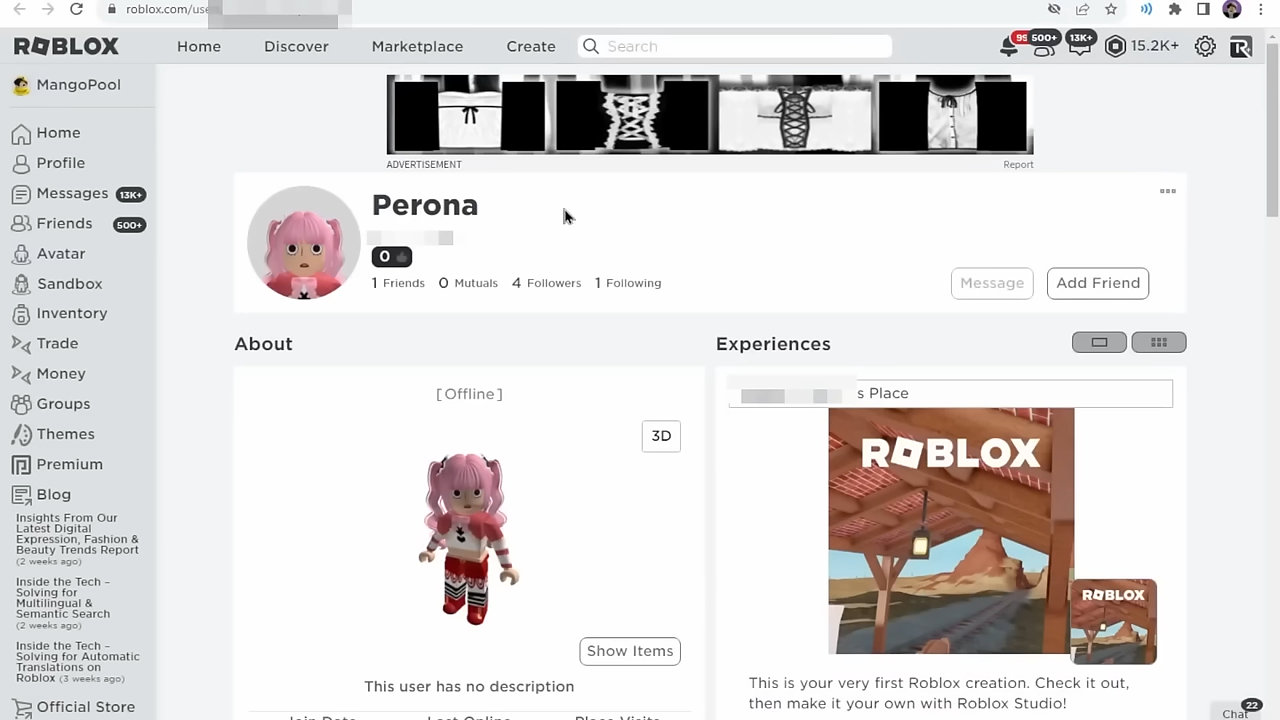 roblox.com/use
ROBLOX
Home
Discover
Marketplace
Create
Search
99
500+
13K+
15.2K+
MangoPool
Home
Profile
Messages 13K+
Friends 500+
Avatar
Sandbox
Inventory
Trade
Money
Groups
Themes
Premium
Blog
Insights From Our
Latest Digital
Expression, Fashion &
Beauty Trends Report
(2 weeks ago)
Inside the Tech –
Solving for
Multilingual &
Semantic Search
(2 weeks ago)
Inside the Tech –
Solving for Automatic
Translations on
Roblox (3 weeks ago)
Official Store
ADVERTISEMENT
Report
Perona
0
1 Friends 0 Mutuals 4 Followers 1 Following
Message
Add Friend
About
[ Offline ]
3D
Show Items
This user has no description
Join Date
Last Online
Place Visits
Experiences
s Place
ROBLOX
ROBLOX
This is your very first Roblox creation. Check it out,
then make it your own with Roblox Studio!
Chat
22